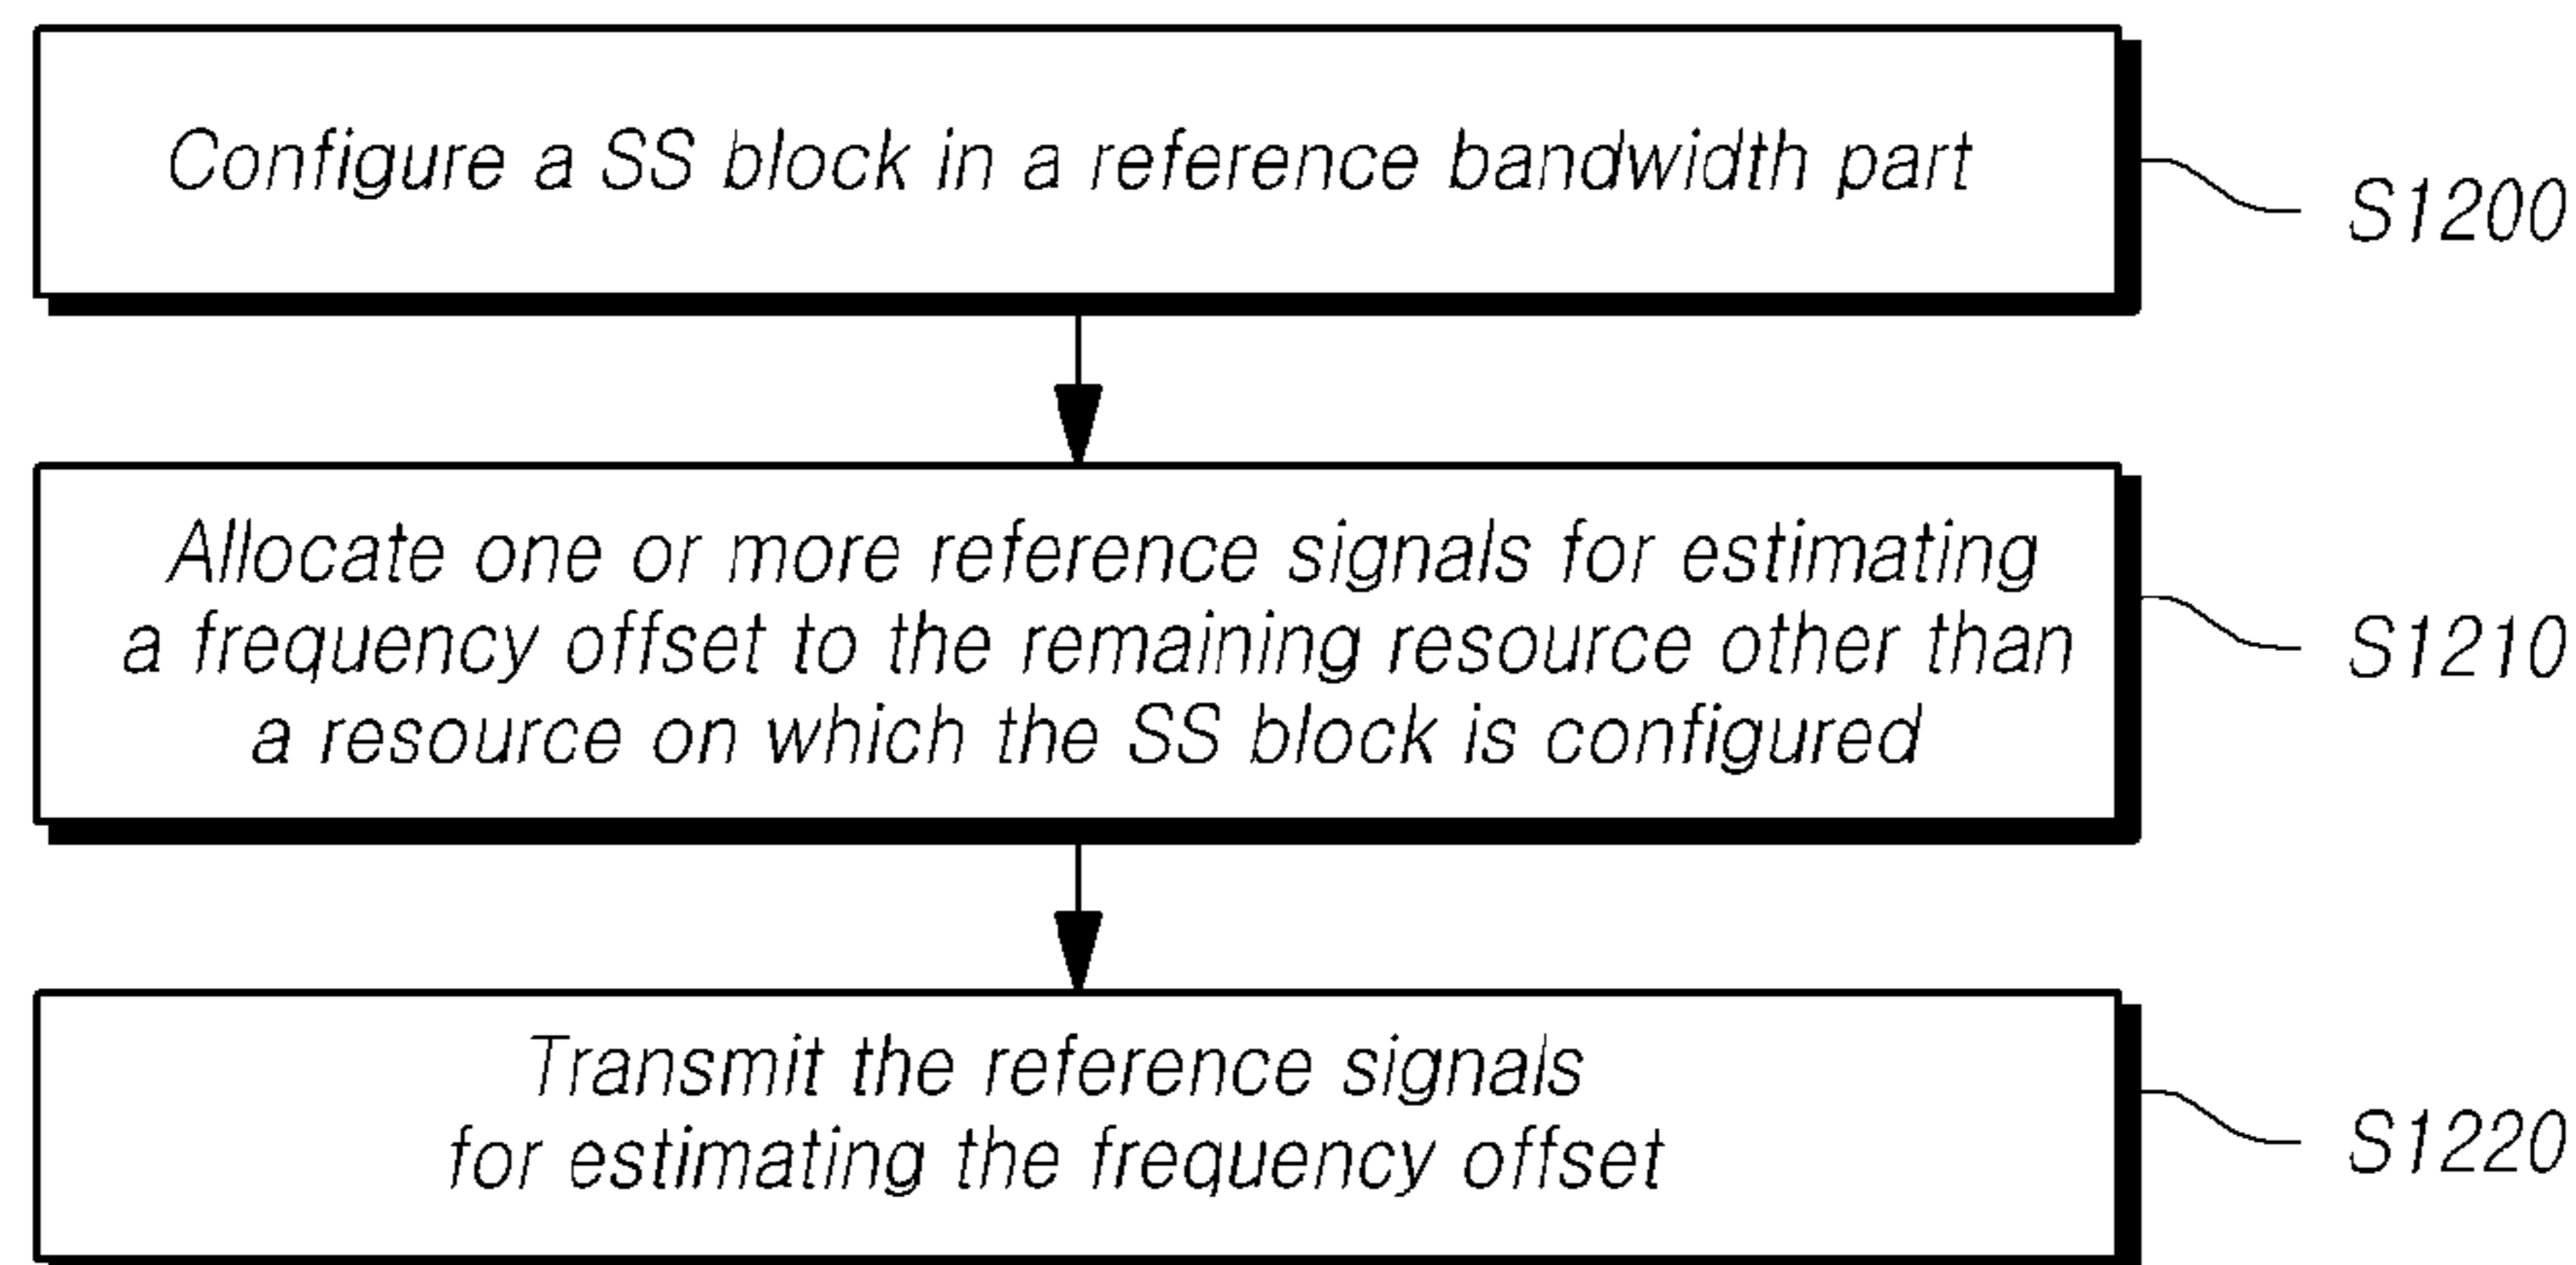 Configure a SS block in a reference bandwidth part
S1200
Allocate one or more reference signals for estimating
a frequency offset to the remaining resource other than
a resource on which the SS block is configured
S1210
Transmit the reference signals
for estimating the frequency offset
S1220